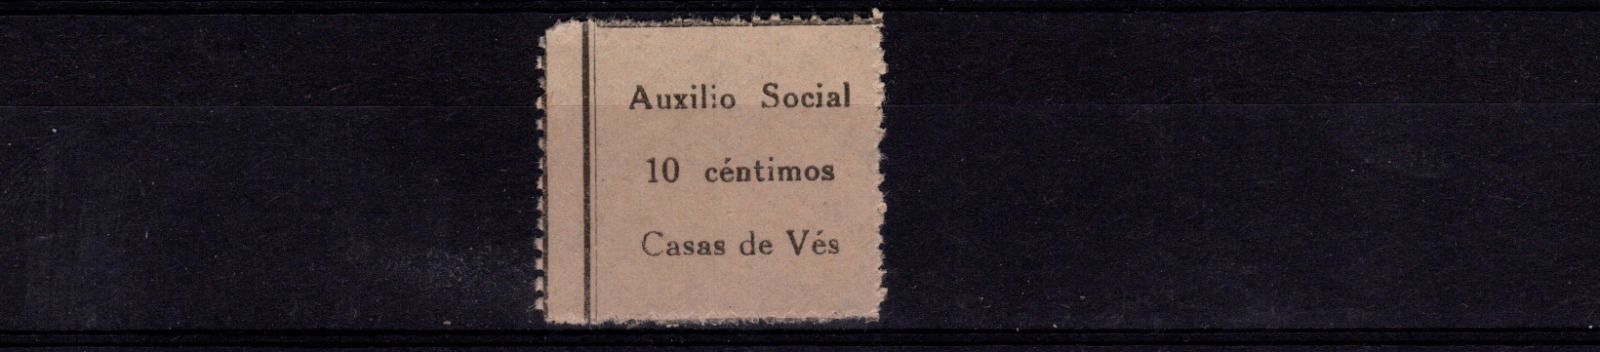 Auxilio Social
10 céntimos
Casas de Vés